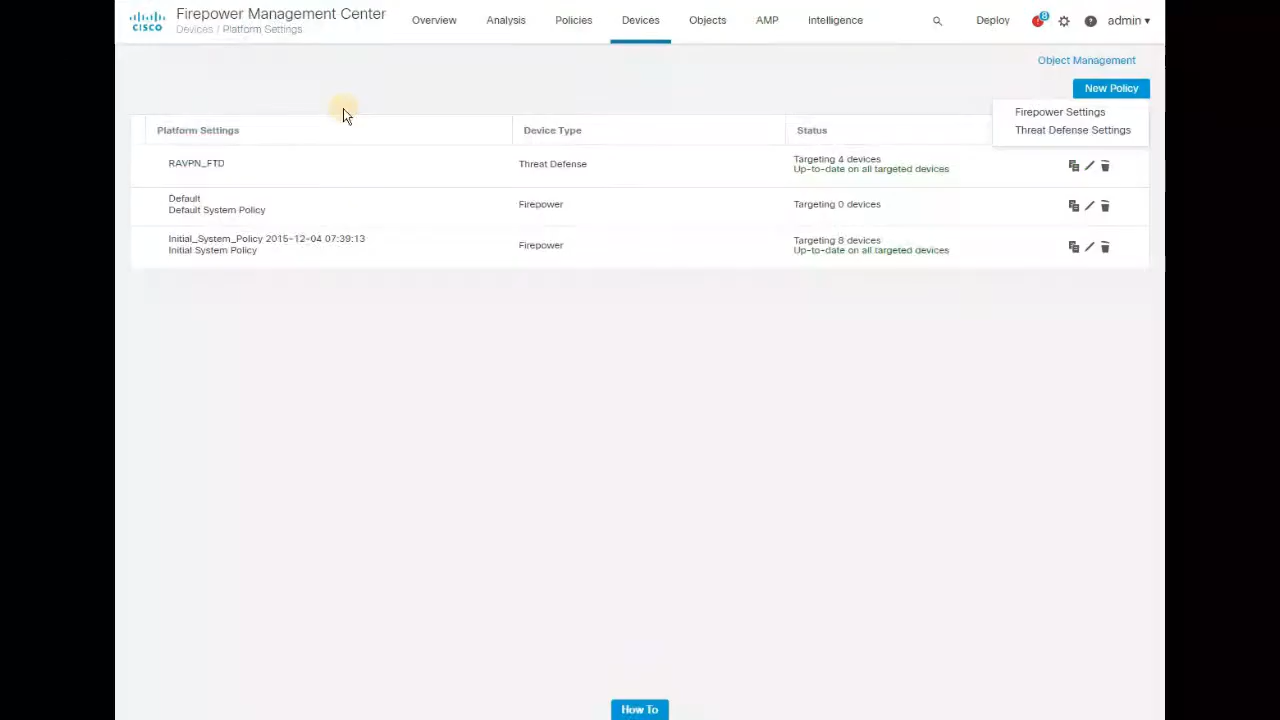 Firepower Management Center
Devices / Platform Settings
Overview
Analysis
Policies
Devices
Objects
AMP
Intelligence
Deploy
8
admin
cisco
Object Management
New Policy
Firepower Settings
Threat Defense Settings
Platform Settings
Device Type
Status
RAVPN_FTD
Threat Defense
Targeting 4 devices
Up-to-date on all targeted devices
Default
Default System Policy
Firepower
Targeting 0 devices
Initial_System_Policy 2015-12-04 07:39:13
Initial System Policy
Firepower
Targeting 8 devices
Up-to-date on all targeted devices
How To